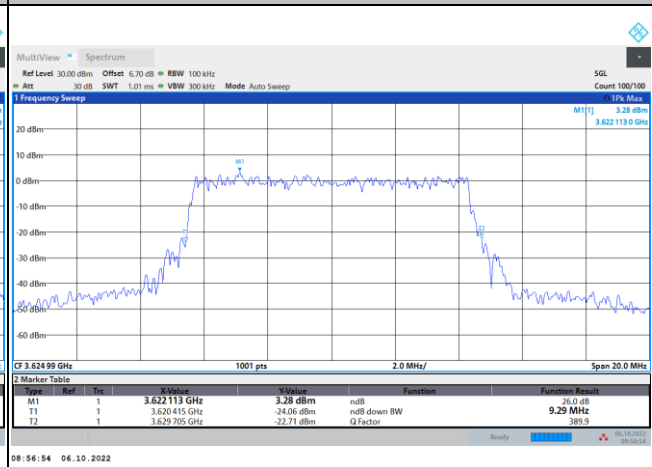 MultiView Spectrum
Ref Level 30.00 dBm Offset 6.70 dB RBW 100 kHz SGL
Att 30 dB SWT 1.01 ms VBW 300 kHz Mode Auto Sweep Count 100/100
1 Frequency Sweep 1Pk Max
M1[1] 3.28 dBm
3.622 113 0 GHz
20 dBm
10 dBm
M1
0 dBm
-10 dBm
-20 dBm
T1 T2
-30 dBm
-40 dBm
-50 dBm
-60 dBm
CF 3.624 99 GHz 1001 pts 2.0 MHz/ Span 20.0 MHz
2 Marker Table
Type Ref Trc X-Value Y-Value Function Function Result
M1 1 3.622 113 GHz 3.28 dBm ndB 26.0 dB
T1 1 3.620 415 GHz -24.06 dBm ndB down BW 9.29 MHz
T2 1 3.629 705 GHz -22.71 dBm Q Factor 389.9
Ready 06.10.2022
08:56:54
08:56:54 06.10.2022